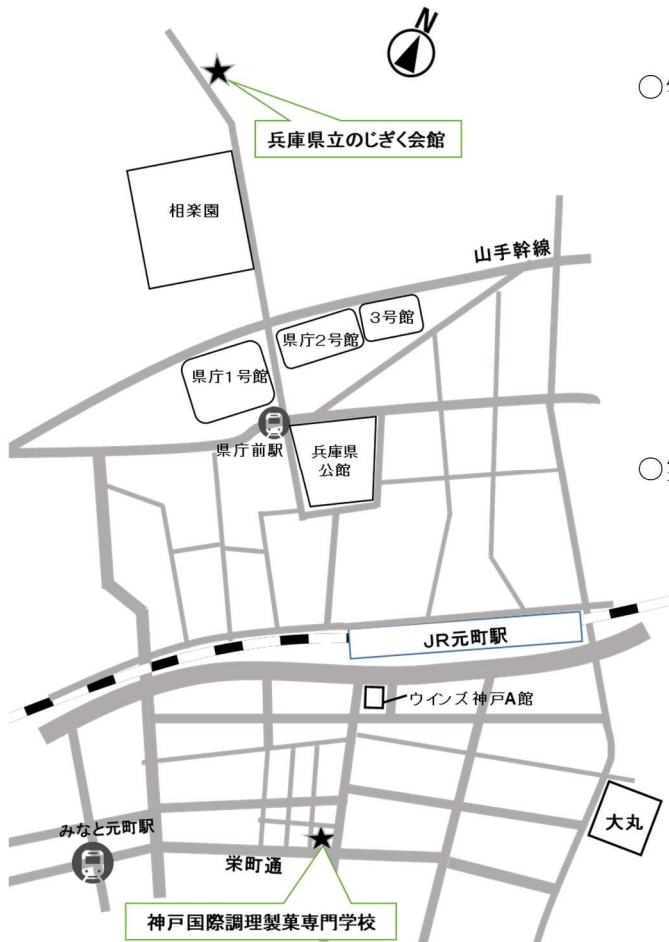 N
兵庫県立のじぎく会館
相楽園
山手幹線
3号館
県庁2号館
県庁1号館
県庁前駅
兵庫県
公館
JR元町駅
ウインズ神戸A館
大丸
みなと元町駅
栄町通
神戸国際調理製菓専門学校